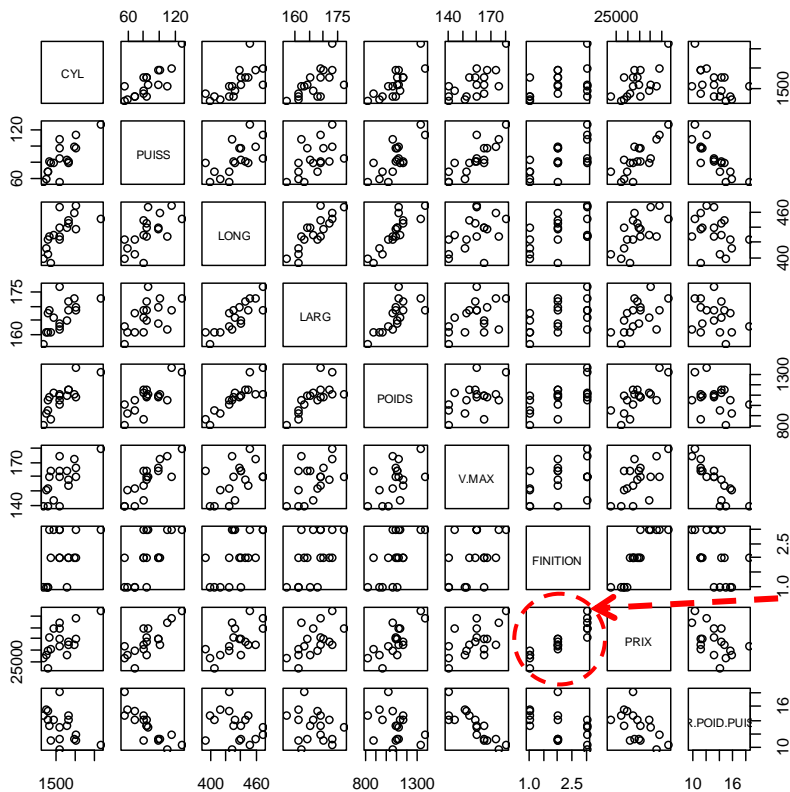 60 120 160 175 140 170 25000
CYL
1500
60 120
PUISS
LONG
400 460
160 175
LARG
POIDS
800 1300
140 170
V.MAX
FINITION
1.0 2.5
25000
PRIX
R.POID.PUIS
10 16
1500 400 460 800 1300 1.0 2.5 10 16